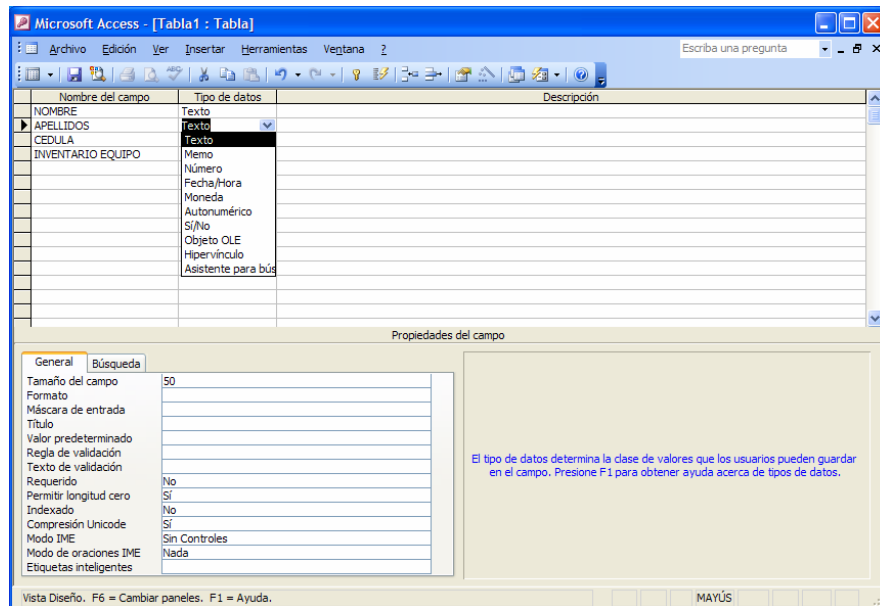 Microsoft Access - [Tabla1 : Tabla]
Archivo Edición Ver Insertar Herramientas Ventana ? Escriba una pregunta
Nombre del campo Tipo de datos Descripción
NOMBRE Texto
APELLIDOS Texto
CEDULA Texto
INVENTARIO EQUIPO Memo
Número
Fecha/Hora
Moneda
Autonumérico
Sí/No
Objeto OLE
Hipervínculo
Asistente para bús
Propiedades del campo
General Búsqueda
Tamaño del campo 50
Formato
Máscara de entrada
Título
Valor predeterminado
Regla de validación
Texto de validación
Requerido No
Permitir longitud cero Sí
Indexado No
Compresión Unicode Sí
Modo IME Sin Controles
Modo de oraciones IME Nada
Etiquetas inteligentes
El tipo de datos determina la clase de valores que los usuarios pueden guardar
en el campo. Presione F1 para obtener ayuda acerca de tipos de datos.
Vista Diseño. F6 = Cambiar paneles. F1 = Ayuda. MAYÚS